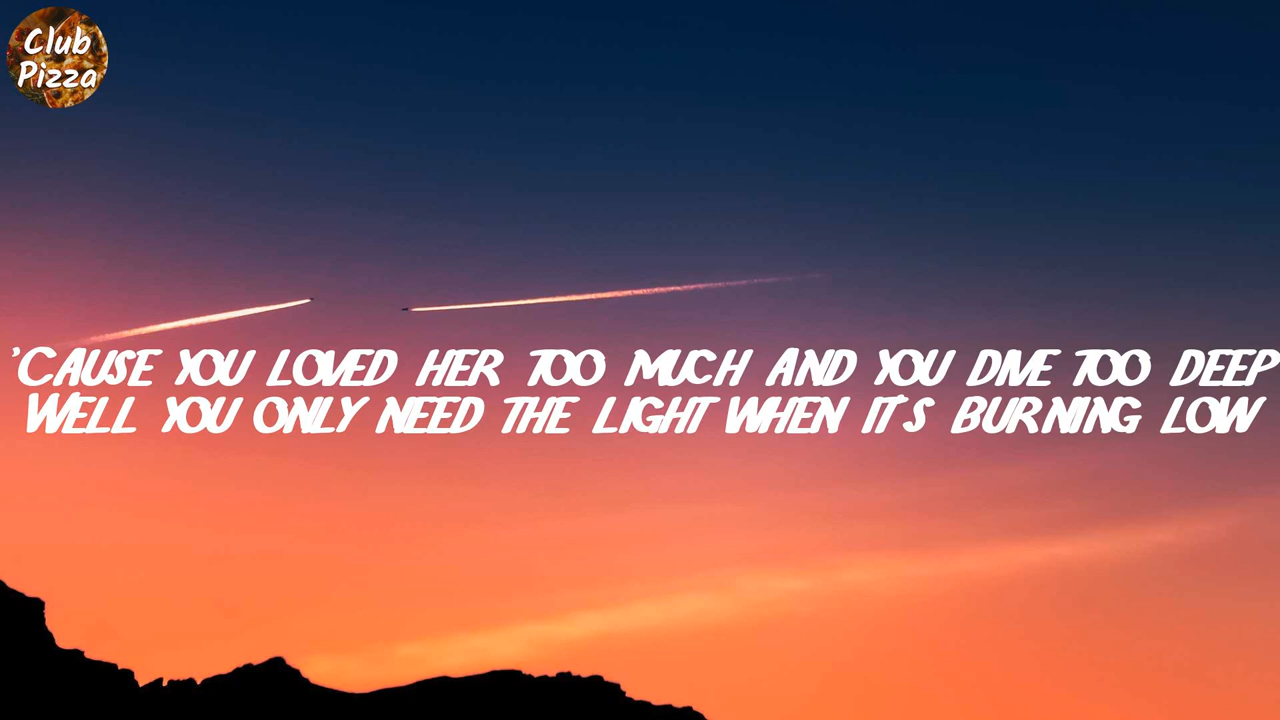 Club
Pizza
'CAUSE YOU LOVED HER TOO MUCH AND YOU DIVE TOO DEEP
WELL YOU ONLY NEED THE LIGHT WHEN IT'S BURNING LOW